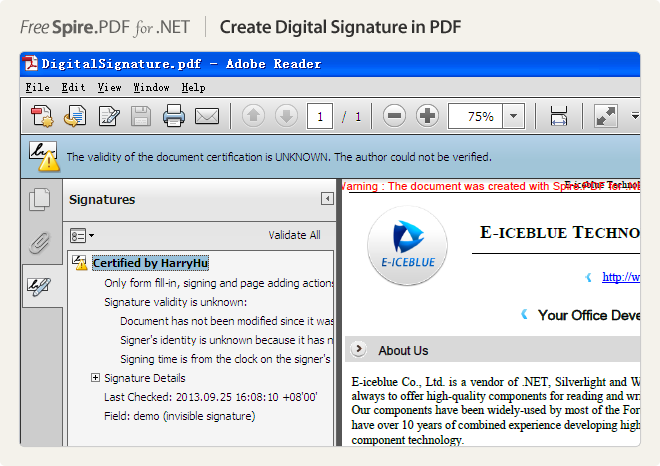 Free Spire.PDF for .NET | Create Digital Signature in PDF
DigitalSignature.pdf - Adobe Reader
File Edit View Window Help
1 / 1 75%
The validity of the document certification is UNKNOWN. The author could not be verified.
Signatures
Validate All
Certified by HarryHu
Only form fill-in, signing and page adding actions
Signature validity is unknown:
Document has not been modified since it was
Signer's identity is unknown because it has n
Signing time is from the clock on the signer's
Signature Details
Last Checked: 2013.09.25 16:08:10 +08'00'
Field: demo (invisible signature)
Warning : The document was created with Spire.PDF for .NE
E-iceblue Technolo
E-ICEBLUE
E-ICEBLUE TECHNO
http://w
Your Office Deve
About Us
E-iceblue Co., Ltd. is a vendor of .NET, Silverlight and W
always to offer high-quality components for reading and wri
Our components have been widely-used by most of the For
have over 10 years of combined experience developing high
component technology.